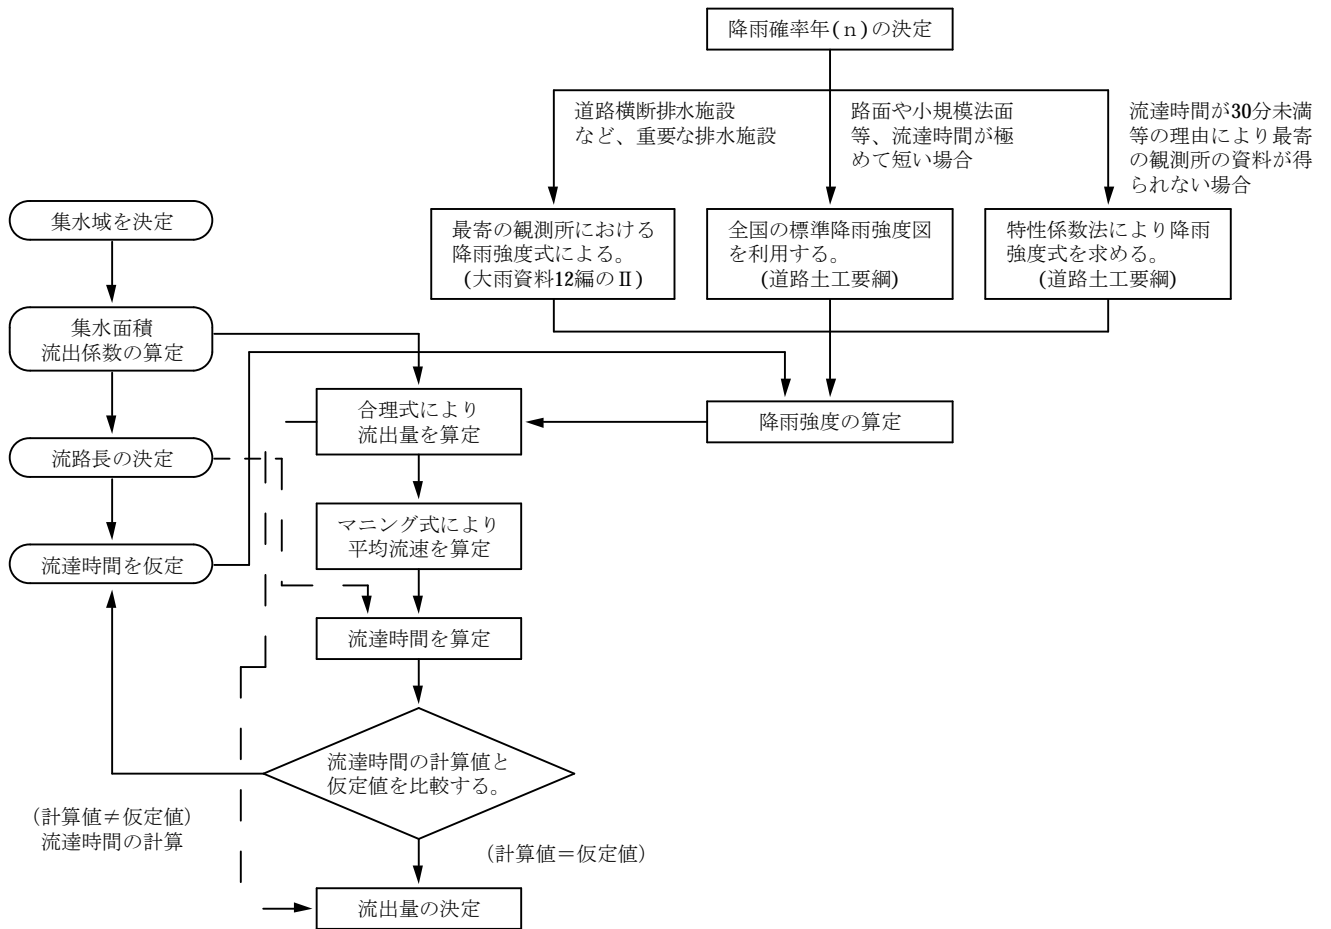 降雨確率年(n)の決定
道路横断排水施設
など、重要な排水施設
路面や小規模法面
等、流達時間が極
めて短い場合
流達時間が30分未満
等の理由により最寄
の観測所の資料が得
られない場合
集水域を決定
最寄の観測所における
降雨強度式による。
(大雨資料12編のⅡ)
全国の標準降雨強度図
を利用する。
(道路土工要綱)
特性係数法により降雨
強度式を求める。
(道路土工要綱)
集水面積
流出係数の算定
合理式により
流出量を算定
降雨強度の算定
流路長の決定
マニング式により
平均流速を算定
流達時間を仮定
流達時間を算定
流達時間の計算値と
仮定値を比較する。
(計算値≠仮定値)
流達時間の計算
(計算値＝仮定値)
流出量の決定